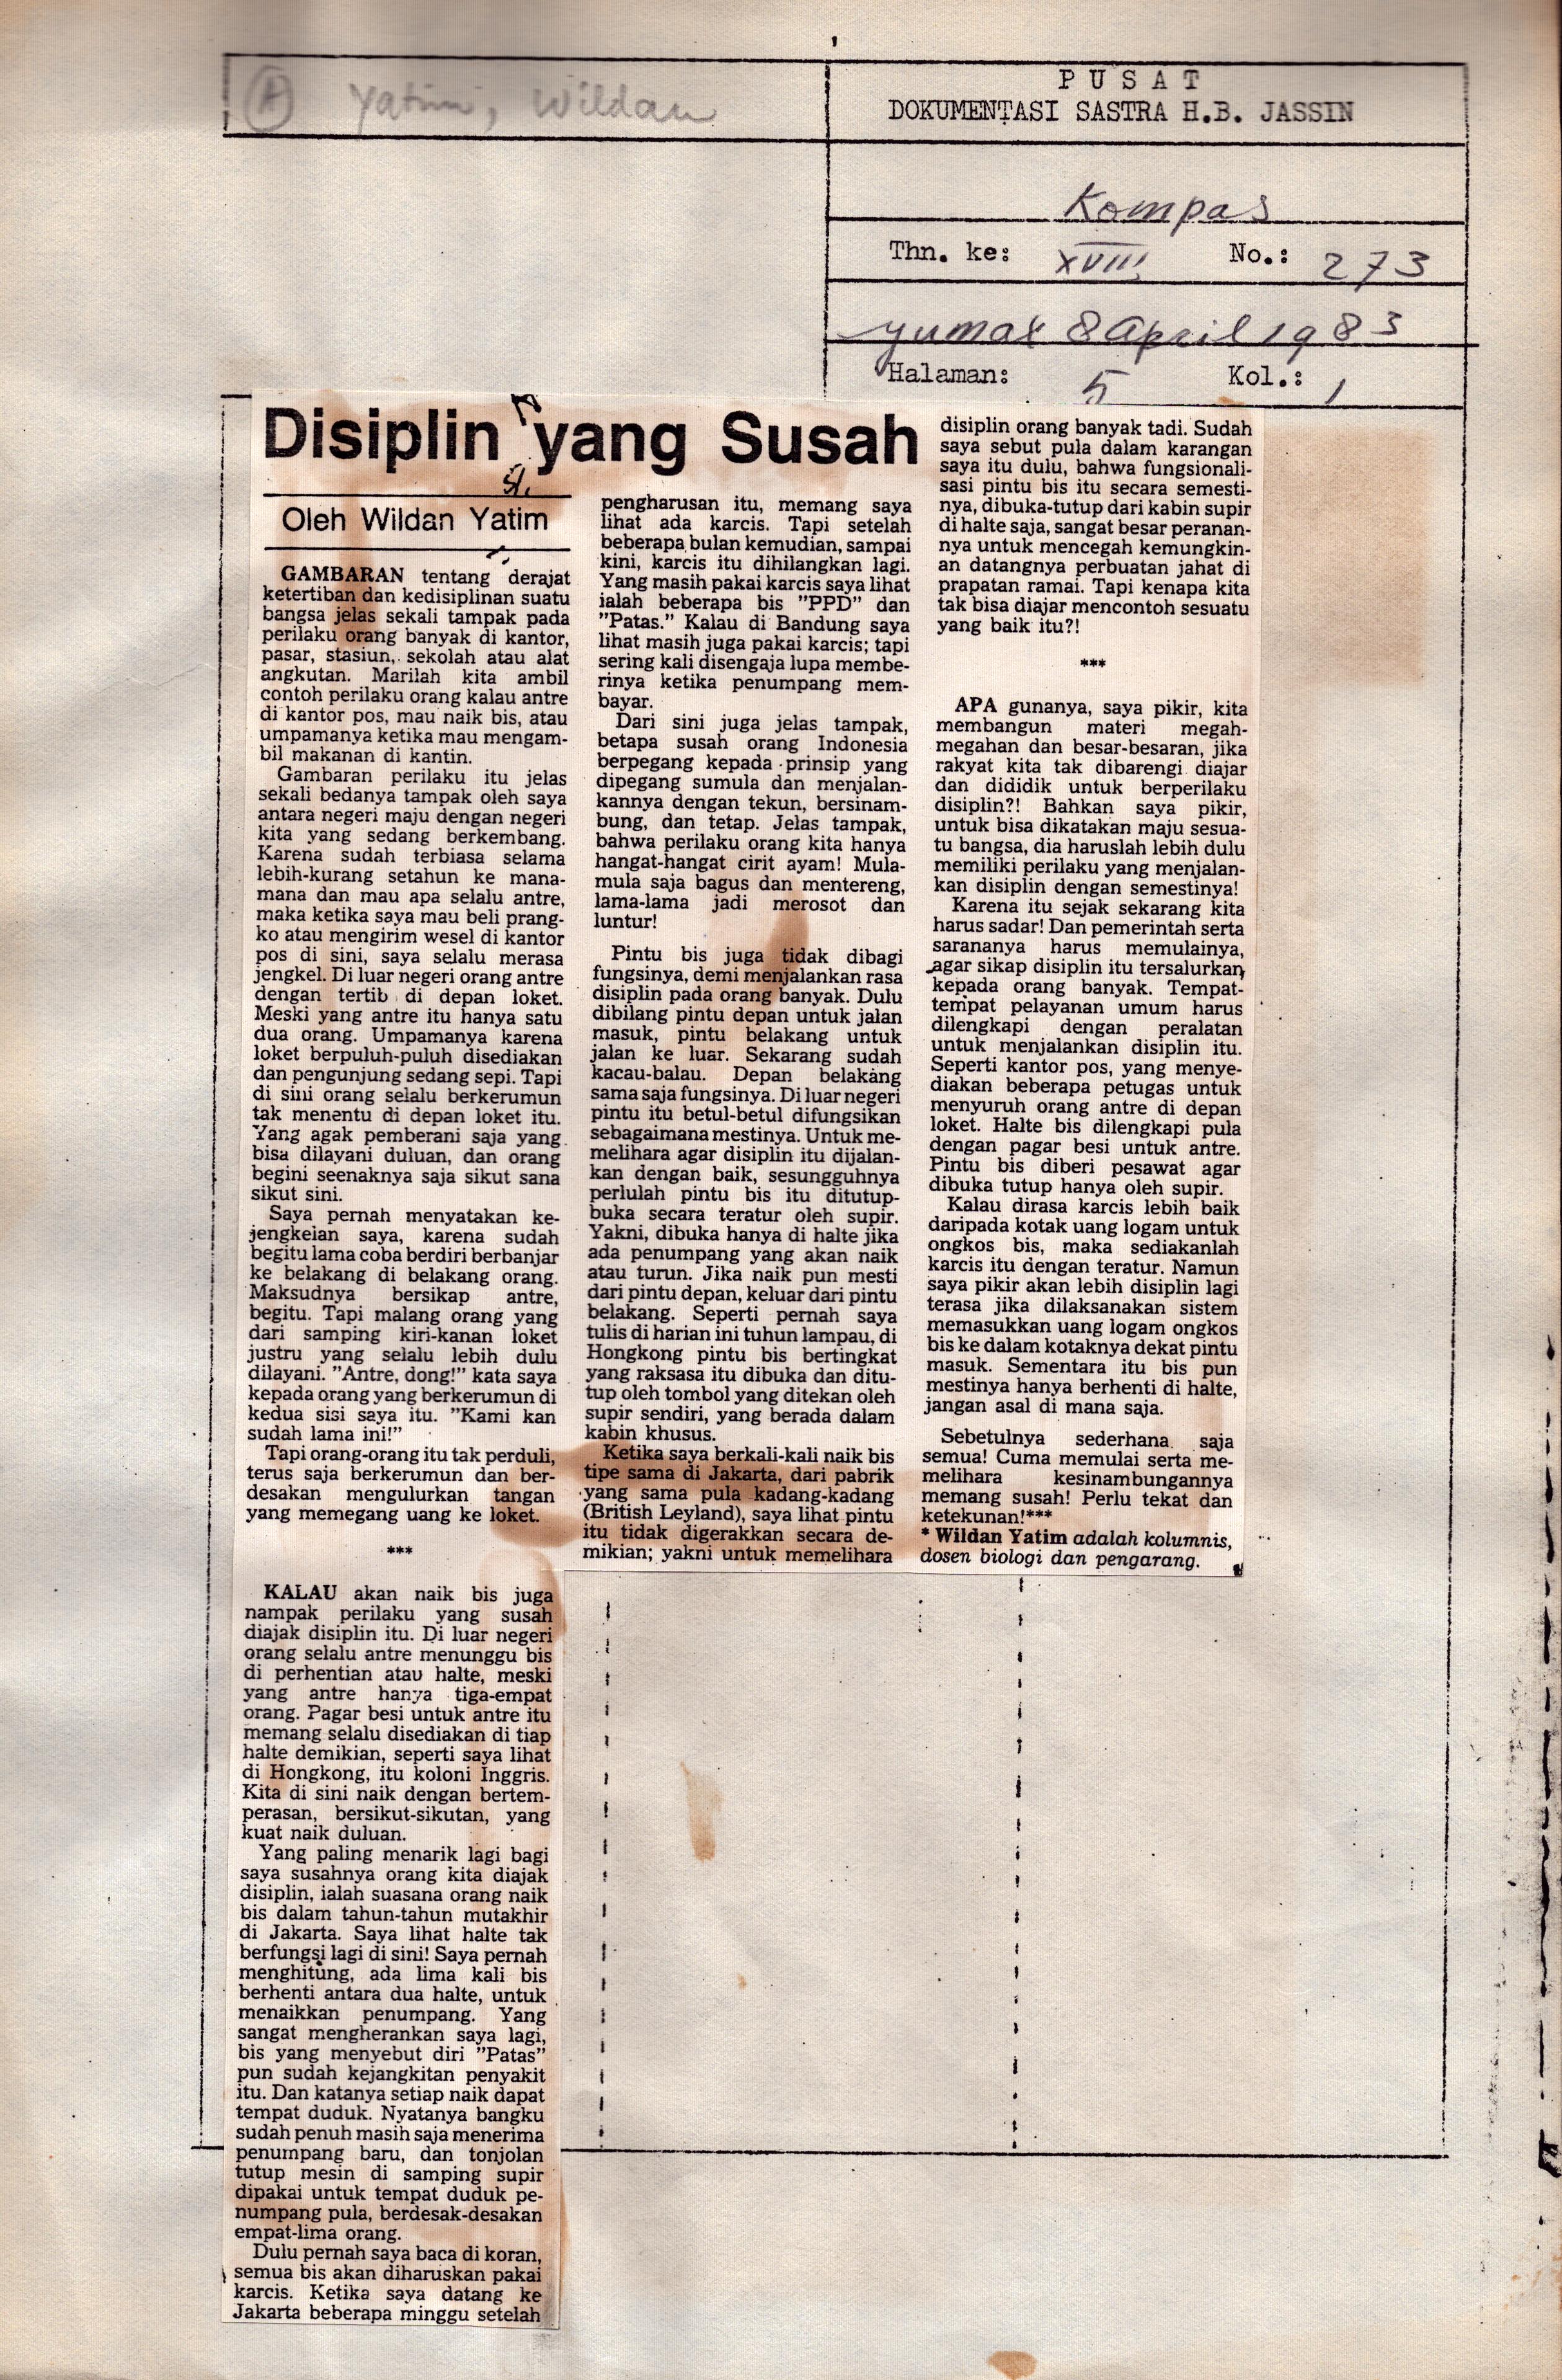 A Yatim, Wildan
P U S A T
DOKUMENTASI SASTRA H.B. JASSIN
Kompas
Thn. ke: XVIII No.: 273
Yumat 8 April 1983
Halaman: 5 Kol.: 1
Disiplin yang Susah
Oleh Wildan Yatim
GAMBARAN tentang derajat
ketertiban dan kedisiplinan suatu
bangsa jelas sekali tampak pada
perilaku orang banyak di kantor,
pasar, stasiun, sekolah atau alat
angkutan. Marilah kita ambil
contoh perilaku orang kalau antre
di kantor pos, mau naik bis, atau
umpamanya ketika mau mengam-
bil makanan di kantin.
Gambaran perilaku itu jelas
sekali bedanya tampak oleh saya
antara negeri maju dengan negeri
kita yang sedang berkembang.
Karena sudah terbiasa selama
lebih-kurang setahun ke mana-
mana dan mau apa selalu antre,
maka ketika saya mau beli prang-
ko atau mengirim wesel di kantor
pos di sini, saya selalu merasa
jengkel. Di luar negeri orang antre
dengan tertib di depan loket.
Meski yang antre itu hanya satu
dua orang. Umpamanya karena
loket berpuluh-puluh disediakan
dan pengunjung sedang sepi. Tapi
di sini orang selalu berkerumun
tak menentu di depan loket itu.
Yang agak pemberani saja yang
bisa dilayani duluan, dan orang
begini seenaknya saja sikut sana
sikut sini.
Saya pernah menyatakan ke-
jengkeian saya, karena sudah
begitu lama coba berdiri berbanjar
ke belakang di belakang orang.
Maksudnya bersikap antre,
begitu. Tapi malang orang yang
dari samping kiri-kanan loket
justru yang selalu lebih dulu
dilayani. "Antre, dong!" kata saya
kepada orang yang berkerumun di
kedua sisi saya itu. "Kami kan
sudah lama ini!"
Tapi orang-orang itu tak perduli,
terus saja berkerumun dan ber-
desakan mengulurkan tangan
yang memegang uang ke loket.
***
KALAU akan naik bis juga
nampak perilaku yang susah
diajak disiplin itu. Di luar negeri
orang selalu antre menunggu bis
di perhentian atau halte, meski
yang antre hanya tiga-empat
orang. Pagar besi untuk antre itu
memang selalu disediakan di tiap
halte demikian, seperti saya lihat
di Hongkong, itu koloni Inggris.
Kita di sini naik dengan bertem-
perasan, bersikut-sikutan, yang
kuat naik duluan.
Yang paling menarik lagi bagi
saya susahnya orang kita diajak
disiplin, ialah suasana orang naik
bis dalam tahun-tahun mutakhir
di Jakarta. Saya lihat halte tak
berfungsi lagi di sini! Saya pernah
menghitung, ada lima kali bis
berhenti antara dua halte, untuk
menaikkan penumpang. Yang
sangat mengherankan saya lagi,
bis yang menyebut diri "Patas"
pun sudah kejangkitan penyakit
itu. Dan katanya setiap naik dapat
tempat duduk. Nyatanya bangku
sudah penuh masih saja menerima
penumpang baru, dan tonjolan
tutup mesin di samping supir
dipakai untuk tempat duduk pe-
numpang pula, berdesak-desakan
empat-lima orang.
Dulu pernah saya baca di koran,
semua bis akan diharuskan pakai
karcis. Ketika saya datang ke
Jakarta beberapa minggu setelah
pengharusan itu, memang saya
lihat ada karcis. Tapi setelah
beberapa bulan kemudian, sampai
kini, karcis itu dihilangkan lagi.
Yang masih pakai karcis saya lihat
ialah beberapa bis "PPD" dan
"Patas." Kalau di Bandung saya
lihat masih juga pakai karcis; tapi
sering kali disengaja lupa membe-
rinya ketika penumpang mem-
bayar.
Dari sini juga jelas tampak,
betapa susah orang Indonesia
berpegang kepada prinsip yang
dipegang sumula dan menjalan-
kannya dengan tekun, bersinam-
bung, dan tetap. Jelas tampak,
bahwa perilaku orang kita hanya
hangat-hangat cirit ayam! Mula-
mula saja bagus dan mentereng,
lama-lama jadi merosot dan
luntur!
Pintu bis juga tidak dibagi
fungsinya, demi menjalankan rasa
disiplin pada orang banyak. Dulu
dibilang pintu depan untuk jalan
masuk, pintu belakang untuk
jalan ke luar. Sekarang sudah
kacau-balau. Depan belakang
sama saja fungsinya. Di luar negeri
pintu itu betul-betul difungsikan
sebagaimana mestinya. Untuk me-
melihara agar disiplin itu dijalan-
kan dengan baik, sesungguhnya
perlulah pintu bis itu ditutup-
buka secara teratur oleh supir.
Yakni, dibuka hanya di halte jika
ada penumpang yang akan naik
atau turun. Jika naik pun mesti
dari pintu depan, keluar dari pintu
belakang. Seperti pernah saya
tulis di harian ini tuhun lampau, di
Hongkong pintu bis bertingkat
yang raksasa itu dibuka dan ditu-
tup oleh tombol yang ditekan oleh
supir sendiri, yang berada dalam
kabin khusus.
Ketika saya berkali-kali naik bis
tipe sama di Jakarta, dari pabrik
yang sama pula kadang-kadang
(British Leyland), saya lihat pintu
itu tidak digerakkan secara de-
mikian; yakni untuk memelihara
disiplin orang banyak tadi. Sudah
saya sebut pula dalam karangan
saya itu dulu, bahwa fungsionali-
sasi pintu bis itu secara semesti-
nya, dibuka-tutup dari kabin supir
di halte saja, sangat besar peranan-
nya untuk mencegah kemungkin-
an datangnya perbuatan jahat di
prapatan ramai. Tapi kenapa kita
tak bisa diajar mencontoh sesuatu
yang baik itu?!
***
APA gunanya, saya pikir, kita
membangun materi megah-
megahan dan besar-besaran, jika
rakyat kita tak dibarengi diajar
dan dididik untuk berperilaku
disiplin?! Bahkan saya pikir,
untuk bisa dikatakan maju sesua-
tu bangsa, dia haruslah lebih dulu
memiliki perilaku yang menjalan-
kan disiplin dengan semestinya!
Karena itu sejak sekarang kita
harus sadar! Dan pemerintah serta
sarananya harus memulainya,
agar sikap disiplin itu tersalurkan
kepada orang banyak. Tempat-
tempat pelayanan umum harus
dilengkapi dengan peralatan
untuk menjalankan disiplin itu.
Seperti kantor pos, yang menye-
diakan beberapa petugas untuk
menyuruh orang antre di depan
loket. Halte bis dilengkapi pula
dengan pagar besi untuk antre.
Pintu bis diberi pesawat agar
dibuka tutup hanya oleh supir.
Kalau dirasa karcis lebih baik
daripada kotak uang logam untuk
ongkos bis, maka sediakanlah
karcis itu dengan teratur. Namun
saya pikir akan lebih disiplin lagi
terasa jika dilaksanakan sistem
memasukkan uang logam ongkos
bis ke dalam kotaknya dekat pintu
masuk. Sementara itu bis pun
mestinya hanya berhenti di halte,
jangan asal di mana saja.
Sebetulnya sederhana saja
semua! Cuma memulai serta me-
melihara kesinambungannya
memang susah! Perlu tekat dan
ketekunan!***
* Wildan Yatim adalah kolumnis,
dosen biologi dan pengarang.